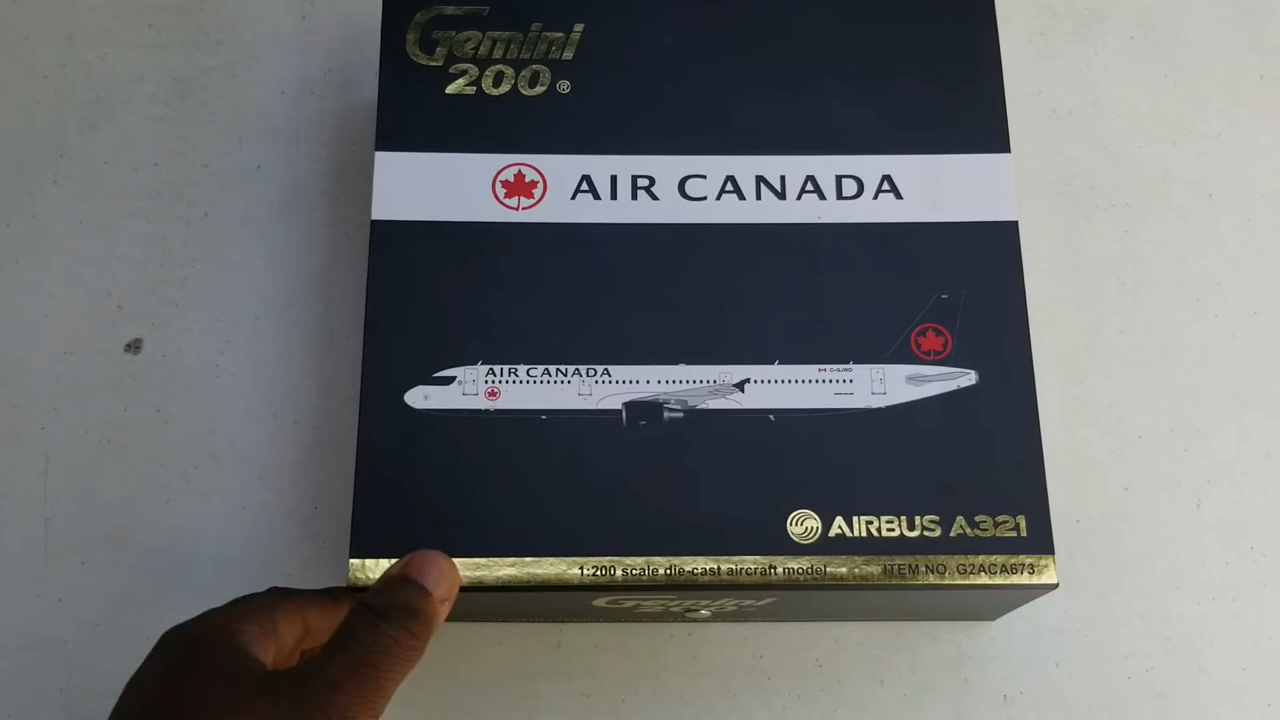 Gemini
200®
AIR CANADA
AIR CANADA
C-GJWO
AIRBUS A321
1:200 scale die-cast aircraft model
ITEM NO. G2ACA673
Gemini
200